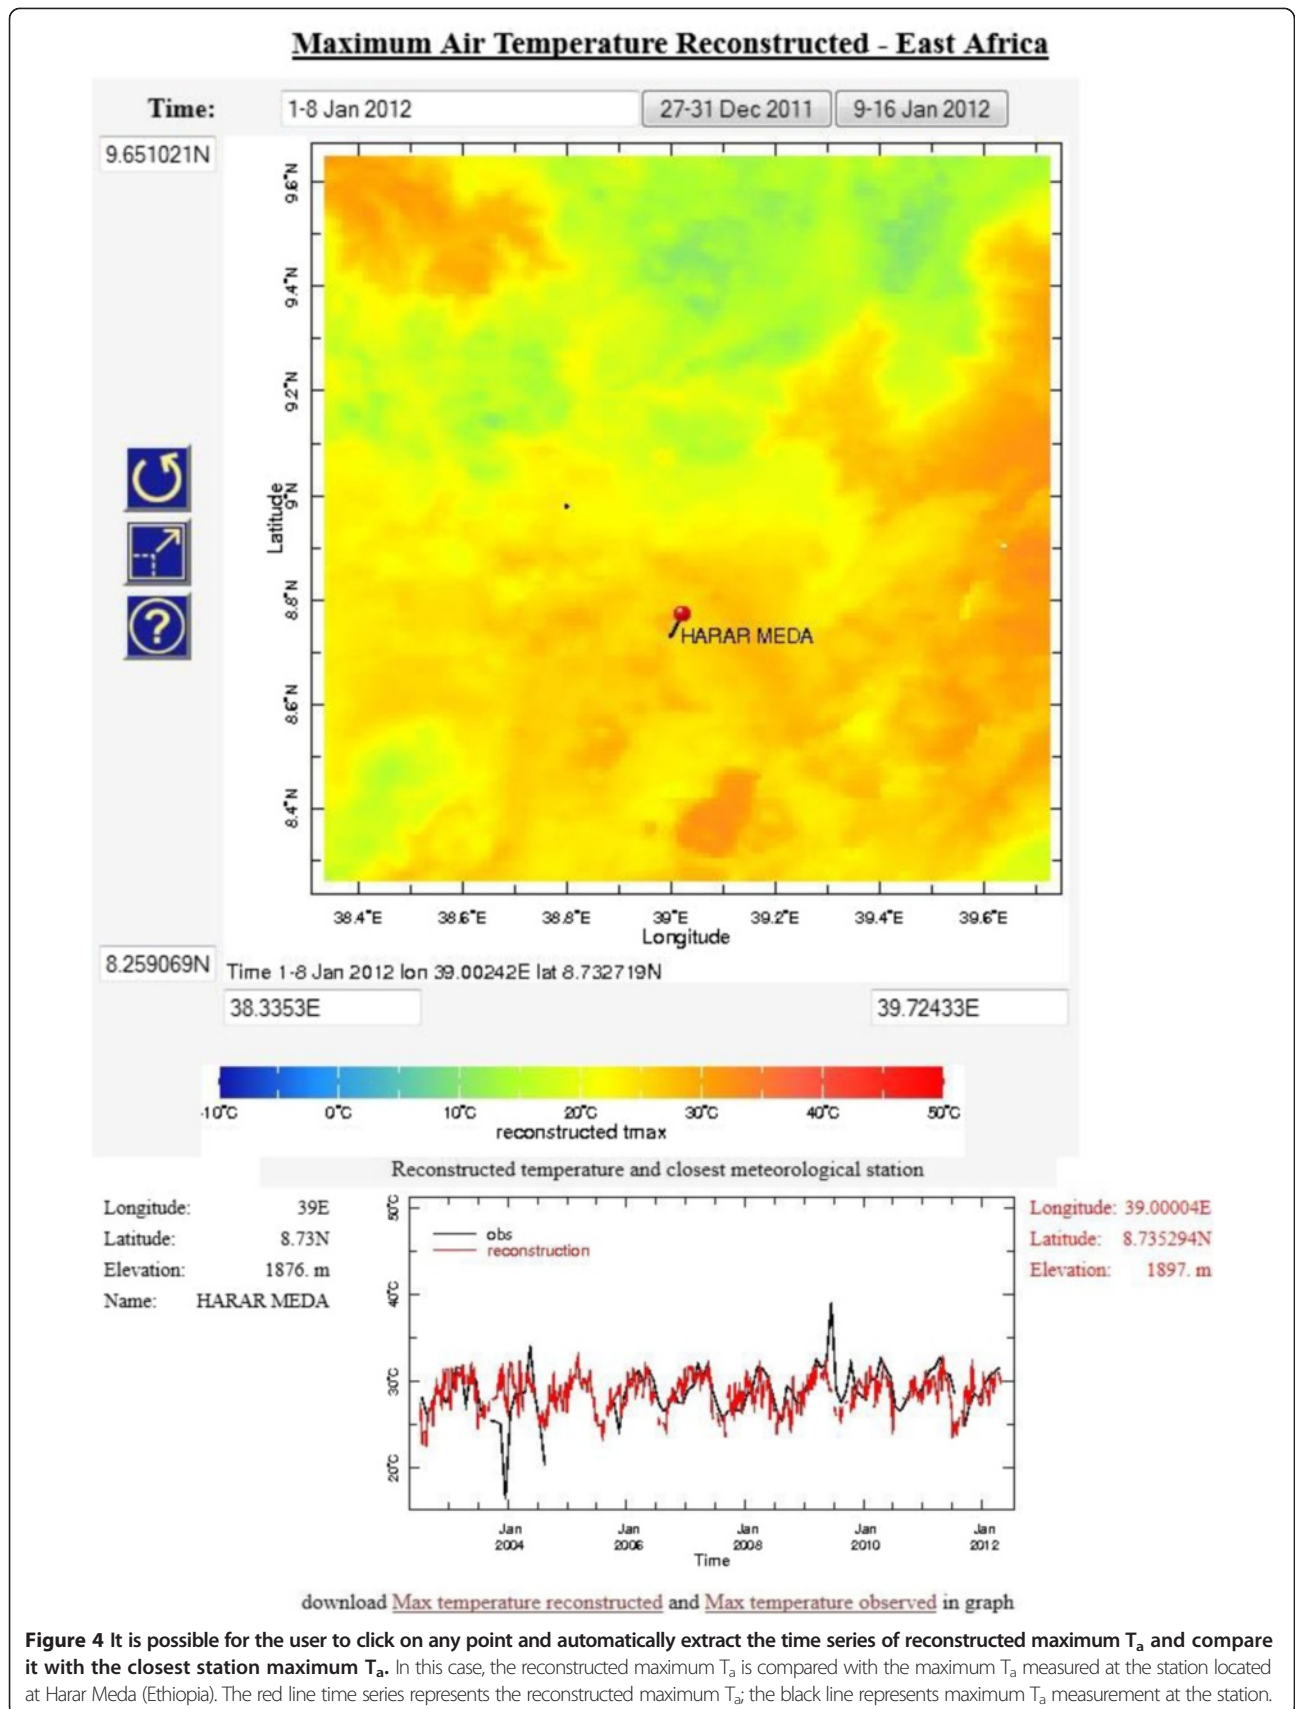 Maximum Air Temperature Reconstructed - East Africa
Time: 1-8 Jan 2012 27-31 Dec 2011 9-16 Jan 2012
9.651021N
9.6°N
9.4°N
9.2°N
9°N
Latitude
8.8°N
8.6°N
8.4°N
HARAR MEDA
38.4°E 38.6°E 38.8°E 39°E 39.2°E 39.4°E 39.6°E
Longitude
8.259069N
Time 1-8 Jan 2012 lon 39.00242E lat 8.732719N
38.3353E 39.72433E
-10°C 0°C 10°C 20°C 30°C 40°C 50°C
reconstructed tmax
Reconstructed temperature and closest meteorological station
Longitude: 39E
Latitude: 8.73N
Elevation: 1876. m
Name: HARAR MEDA
50°C
40°C
30°C
20°C
obs
reconstruction
Jan 2004 Jan 2006 Jan 2008 Jan 2010 Jan 2012
Time
Longitude: 39.00004E
Latitude: 8.735294N
Elevation: 1897. m
download Max temperature reconstructed and Max temperature observed in graph
Figure 4 It is possible for the user to click on any point and automatically extract the time series of reconstructed maximum Ta and compare
it with the closest station maximum Ta. In this case, the reconstructed maximum Ta is compared with the maximum Ta measured at the station located
at Harar Meda (Ethiopia). The red line time series represents the reconstructed maximum Ta; the black line represents maximum Ta measurement at the station.